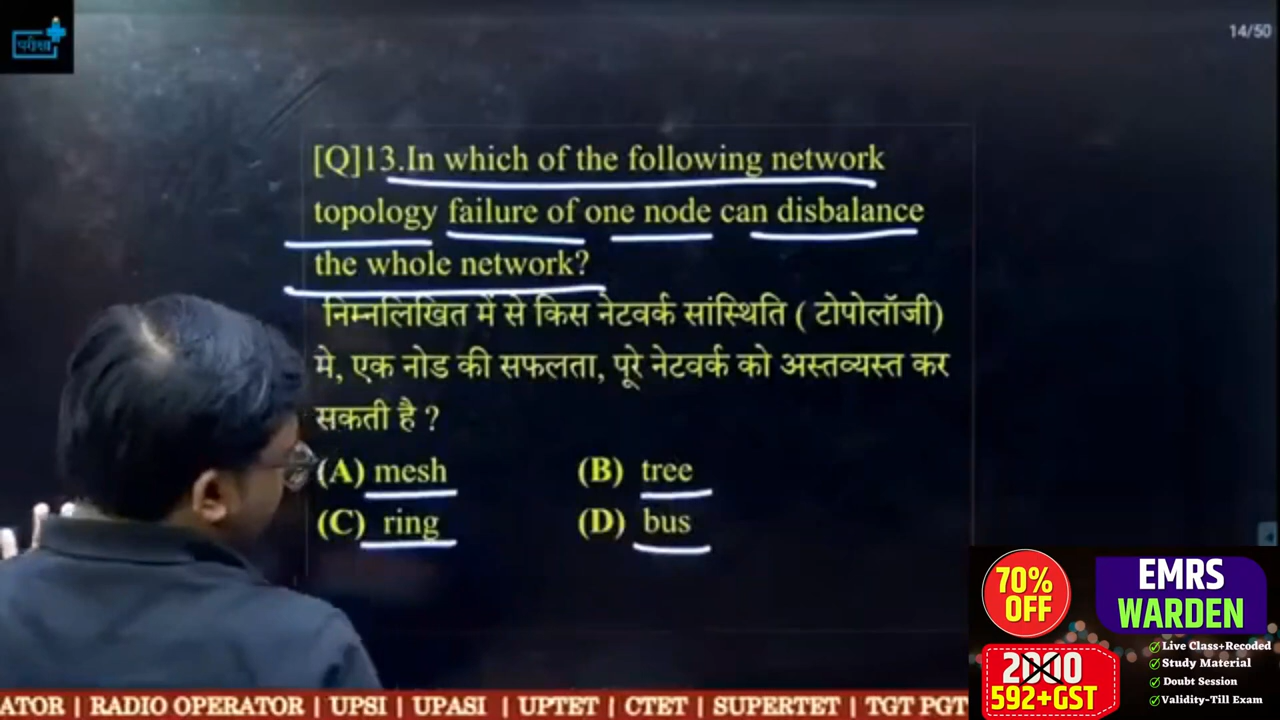 परीक्षा
14/50
[Q]13.In which of the following network
topology failure of one node can disbalance
the whole network?
निम्नलिखित में से किस नेटवर्क सांस्थिति ( टोपोलॉजी)
मे, एक नोड की सफलता, पूरे नेटवर्क को अस्तव्यस्त कर
सकती है ?
(A) mesh (B) tree
(C) ring (D) bus
70% OFF
EMRS
WARDEN
2000
592+GST
Live Class+Recoded
Study Material
Doubt Session
Validity-Till Exam
ATOR | RADIO OPERATOR | UPSI | UPASI | UPTET | CTET | SUPERTET | TGT PGT